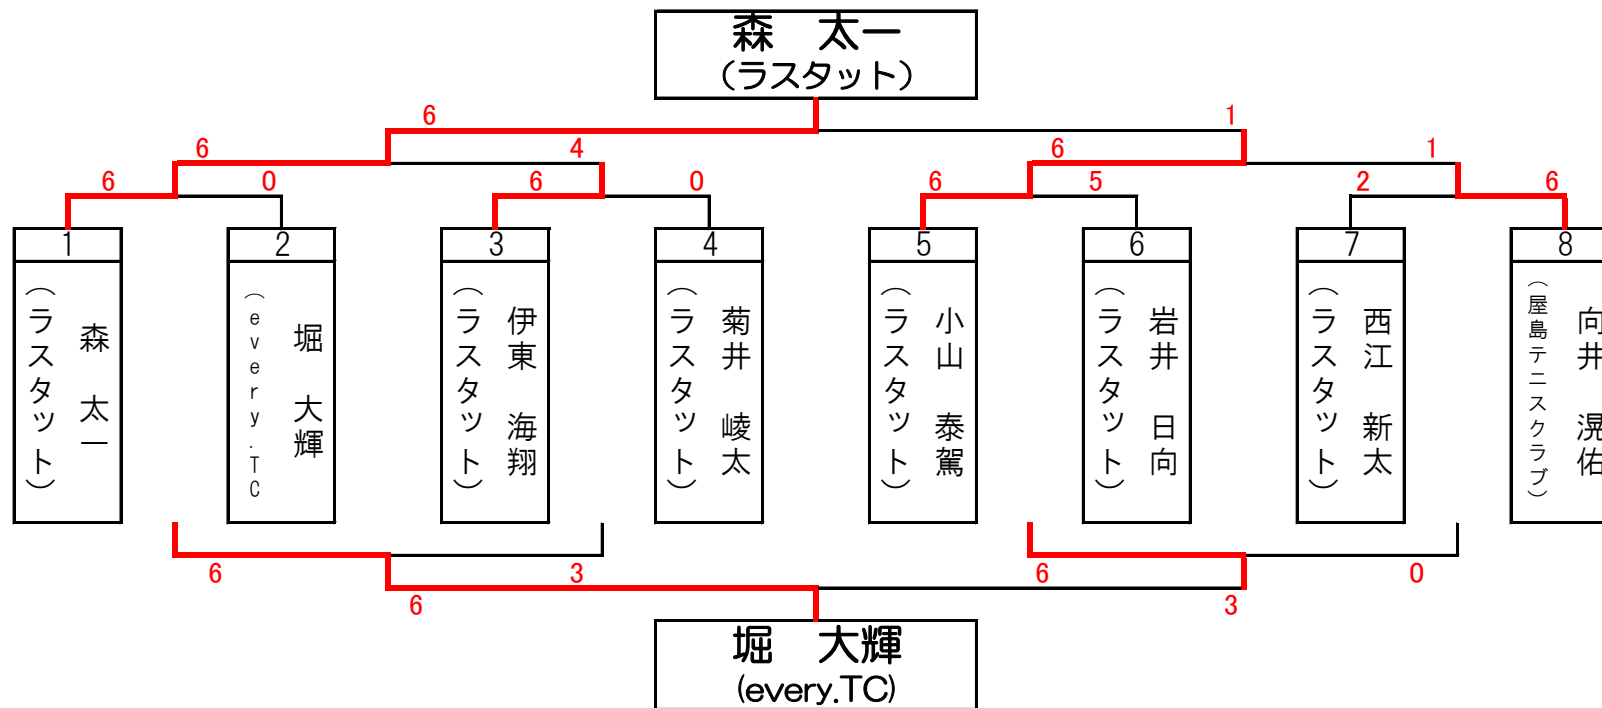 森 太一
(ラスタット)
6 1
6 4 6 1
6 0 6 0 6 5 2 6
1 2 3 4 5 6 7 8
森 太一
(ラスタット)
堀 大輝
(every.TC
伊東 海翔
(ラスタット)
菊井 崚太
(ラスタット)
小山 泰駕
(ラスタット)
岩井 日向
(ラスタット)
西江 新太
(ラスタット)
向井 滉佑
(屋島テニスクラブ)
6 3 6 0
6 3
堀 大輝
(every.TC)